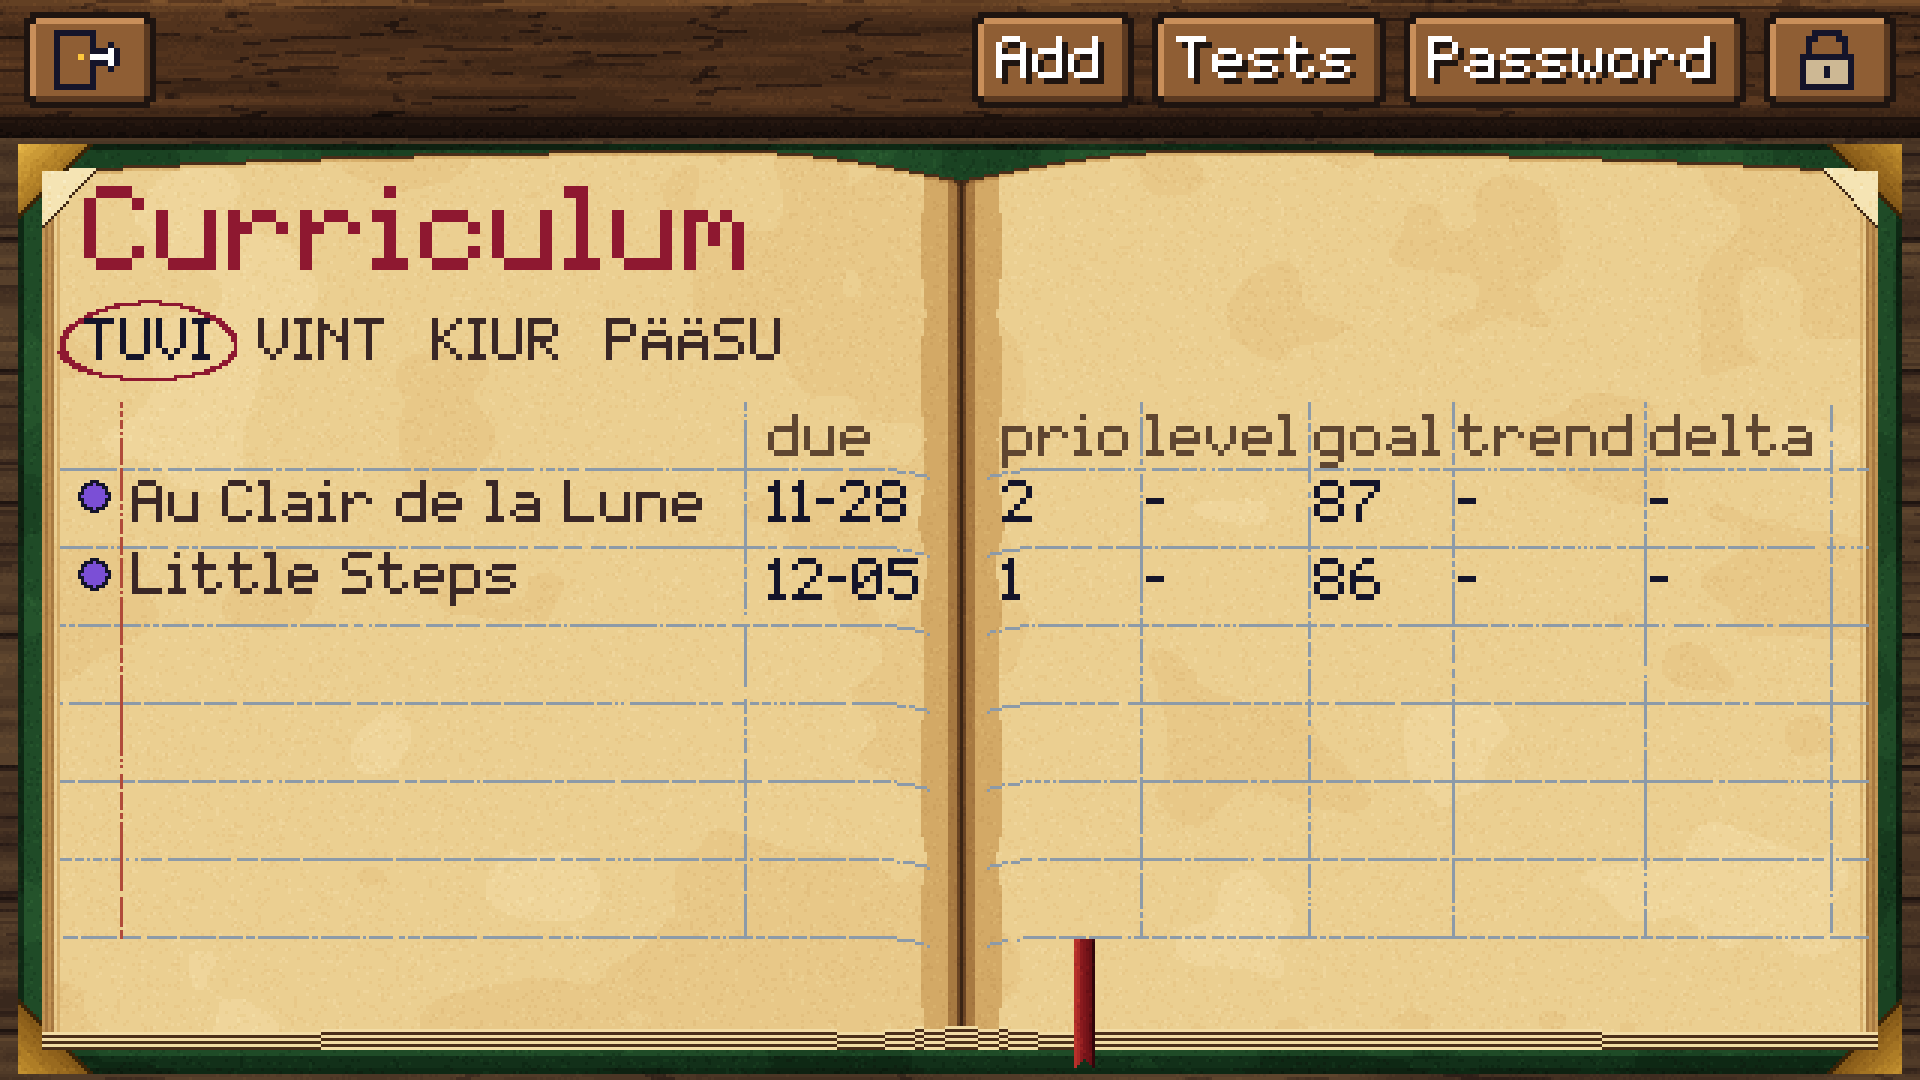 Add Tests Password
Curriculum
TUVI VINT KIUR PÄÄSU
due prio level goal trend delta
Au Clair de la Lune 11-28 2 - 87 - -
Little Steps 12-05 1 - 86 - -